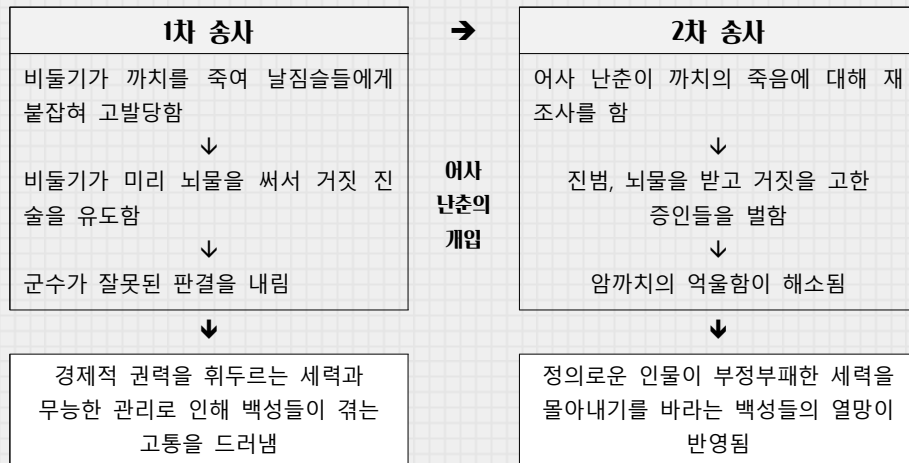 1차 송사
비둘기가 까치를 죽여 날짐슬들에게
붙잡혀 고발당함
↓
비둘기가 미리 뇌물을 써서 거짓 진
술을 유도함
↓
군수가 잘못된 판결을 내림
↓
경제적 권력을 휘두르는 세력과
무능한 관리로 인해 백성들이 겪는
고통을 드러냄
➔
어사
난춘의
개입
2차 송사
어사 난춘이 까치의 죽음에 대해 재
조사를 함
↓
진범, 뇌물을 받고 거짓을 고한
증인들을 벌함
↓
암까치의 억울함이 해소됨
↓
정의로운 인물이 부정부패한 세력을
몰아내기를 바라는 백성들의 열망이
반영됨